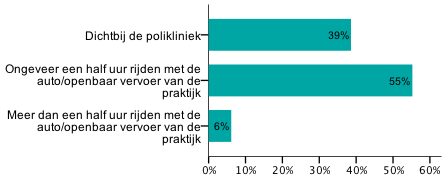 Dichtbij de polikliniek
39%
Ongeveer een half uur rijden met de
auto/openbaar vervoer van de
praktijk
55%
Meer dan een half uur rijden met de
auto/openbaar vervoer van de
praktijk
6%
0% 10% 20% 30% 40% 50% 60%